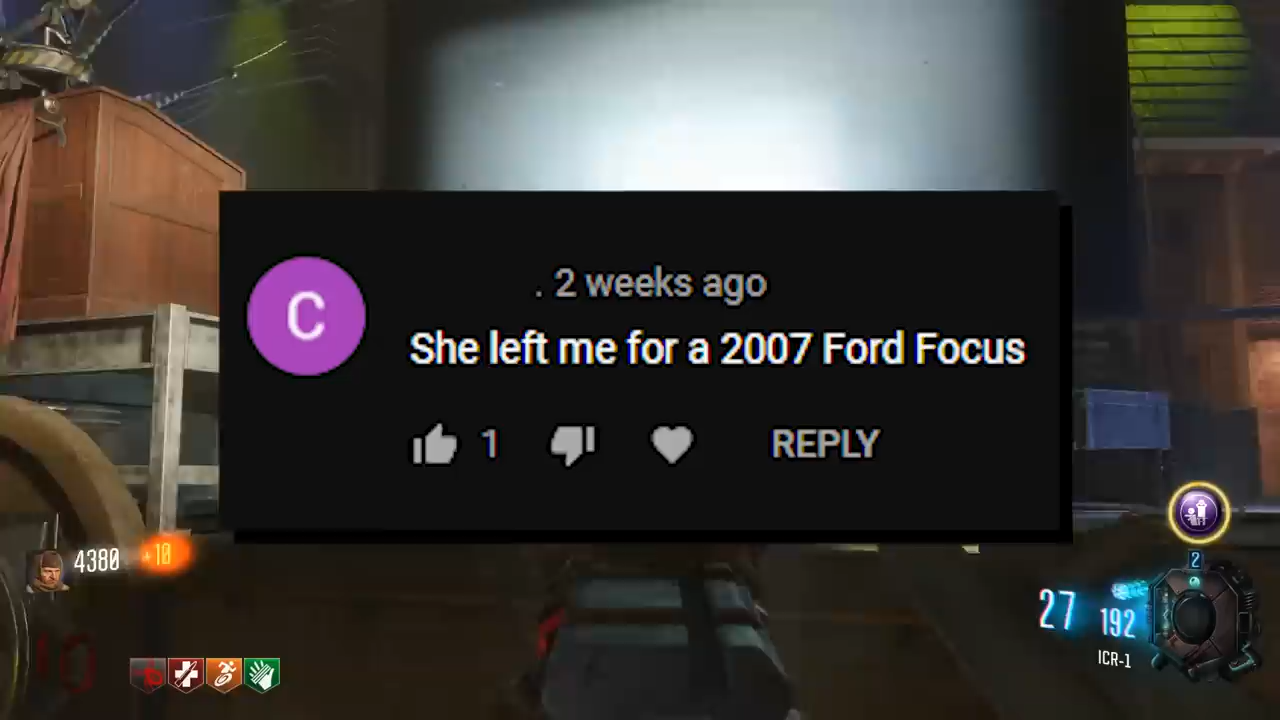 C
. 2 weeks ago
She left me for a 2007 Ford Focus
1
REPLY
4380 +10
2
27 192
ICR-1
10